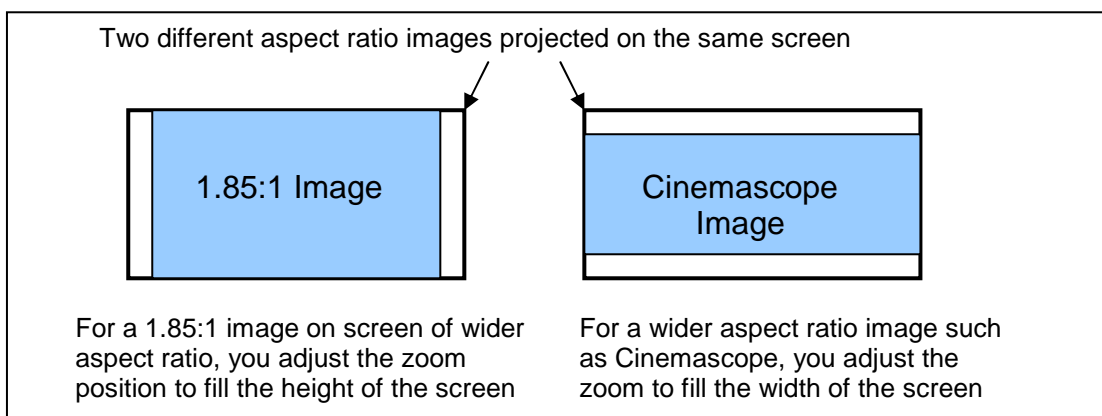 Two different aspect ratio images projected on the same screen
1.85:1 Image
Cinemascope
Image
For a 1.85:1 image on screen of wider
aspect ratio, you adjust the zoom
position to fill the height of the screen
For a wider aspect ratio image such
as Cinemascope, you adjust the
zoom to fill the width of the screen